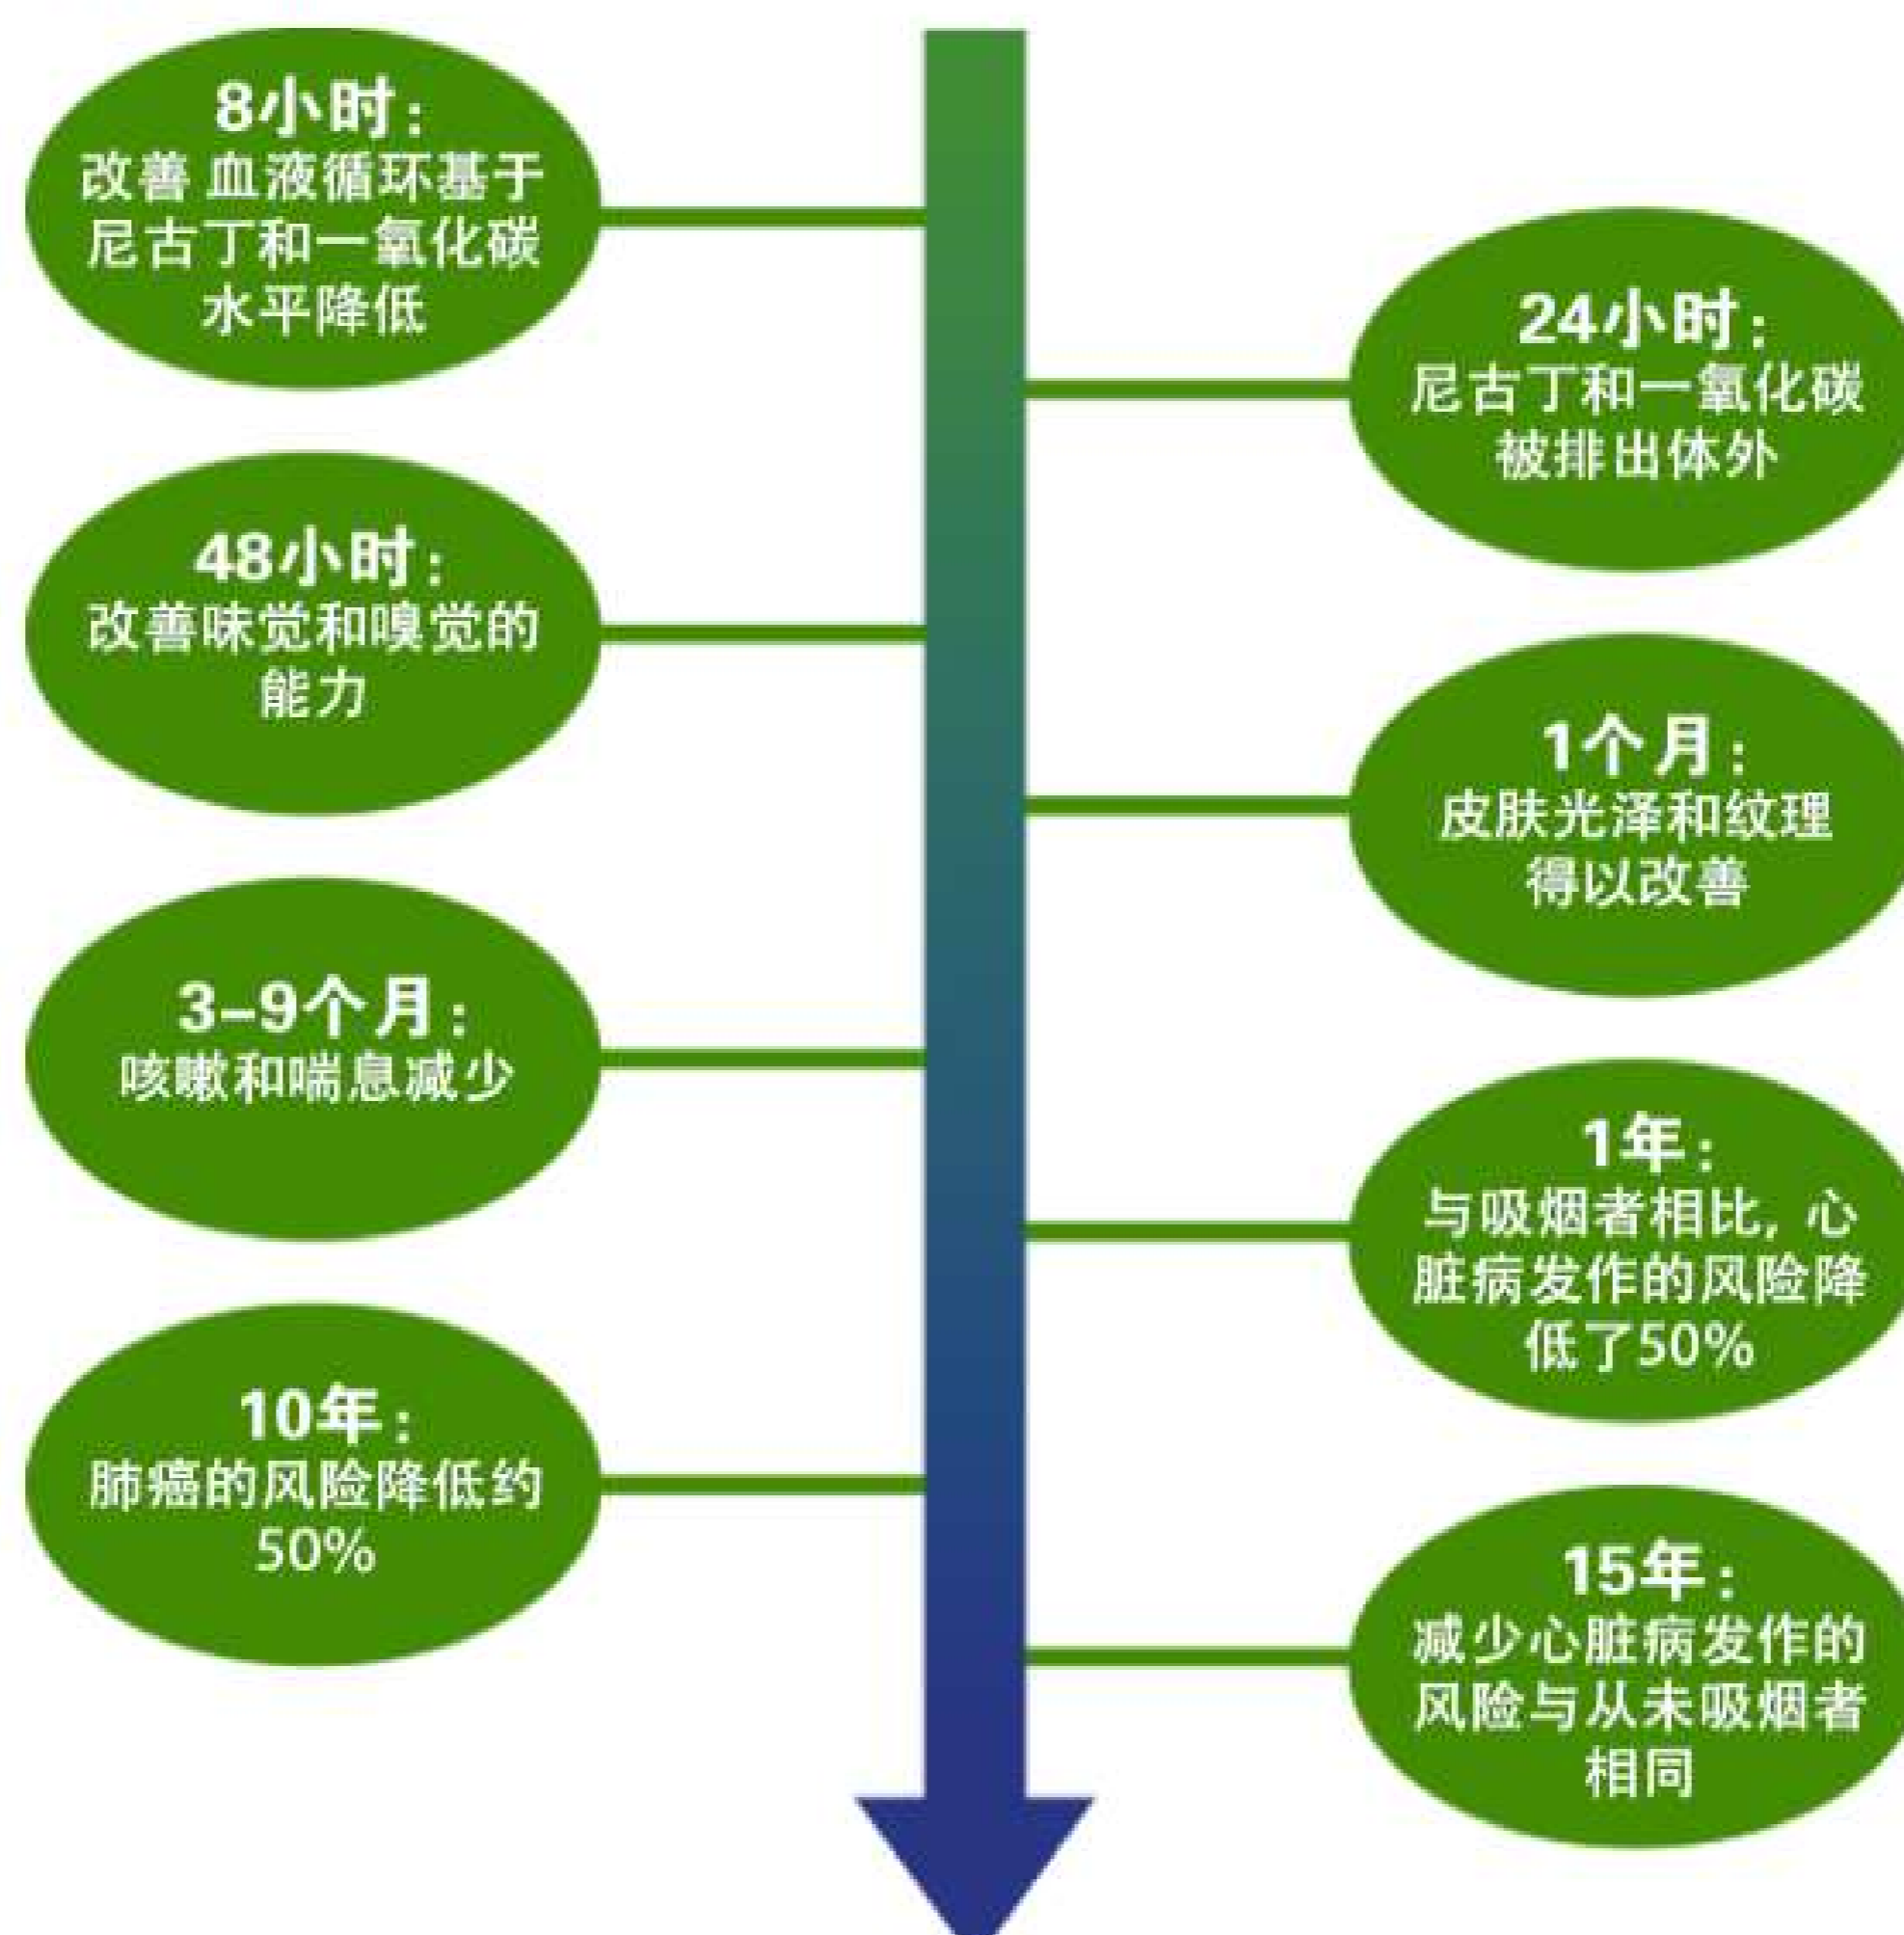 8小时：
改善 血液循环基于
尼古丁和一氧化碳
水平降低
24小时：
尼古丁和一氧化碳
被排出体外
48小时：
改善味觉和嗅觉的
能力
1个月：
皮肤光泽和纹理
得以改善
3–9个月：
咳嗽和喘息减少
1年：
与吸烟者相比, 心
脏病发作的风险降
低了50%
10年：
肺癌的风险降低约
50%
15年：
减少心脏病发作的
风险与从未吸烟者
相同